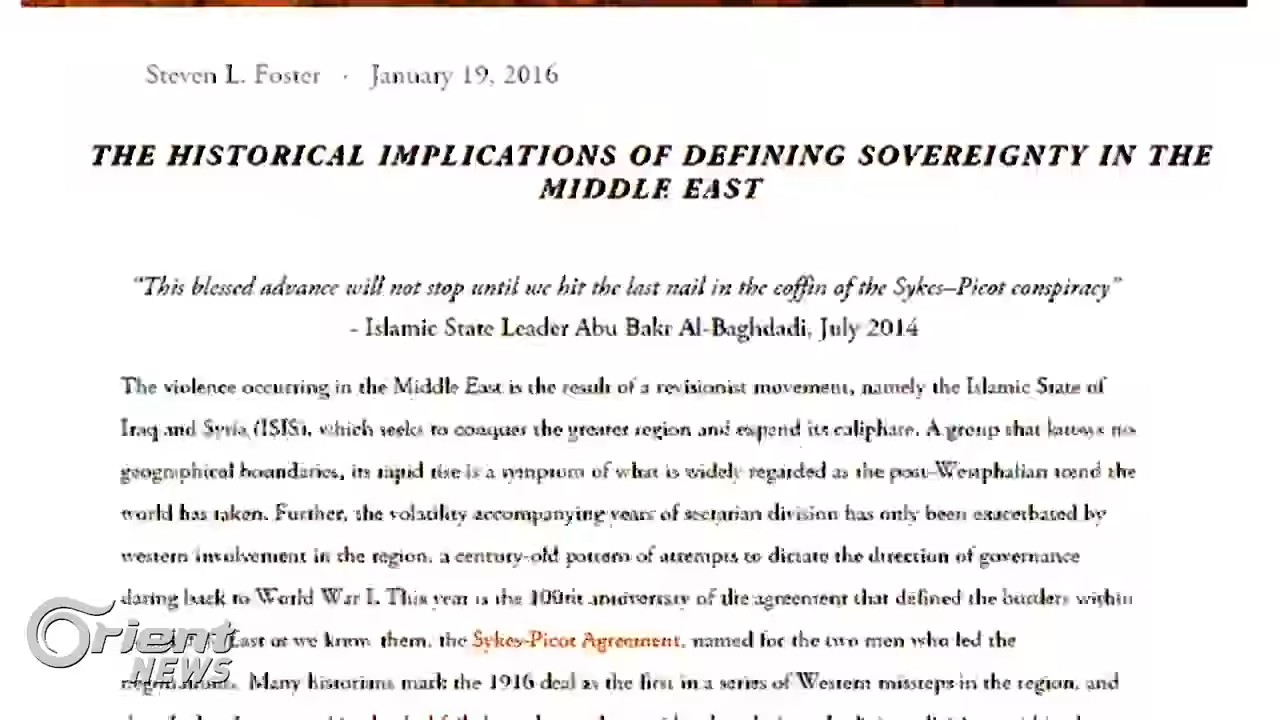 Steven L. Foster · January 19, 2016
THE HISTORICAL IMPLICATIONS OF DEFINING SOVEREIGNTY IN THE
MIDDLE EAST
“This blessed advance will not stop until we hit the last nail in the coffin of the Sykes–Picot conspiracy”
- Islamic State Leader Abu Bakr Al-Baghdadi, July 2014
The violence occurring in the Middle East is the result of a revisionist movement, namely the Islamic State of
Iraq and Syria (ISIS), which seeks to conquer the greater region and expand its caliphate. A group that knows no
geographical boundaries, its rapid rise is a symptom of what is widely regarded as the post-Westphalian trend the
world has taken. Further, the volatility accompanying years of sectarian division has only been exacerbated by
western involvement in the region, a century-old pattern of attempts to dictate the direction of governance
dating back to World War I. This year is the 100th anniversary of the agreement that defined the borders within
East as we know them, the Sykes-Picot Agreement, named for the two men who led the
negotiations. Many historians mark the 1916 deal as the first in a series of Western missteps in the region, and
Orient
NEWS